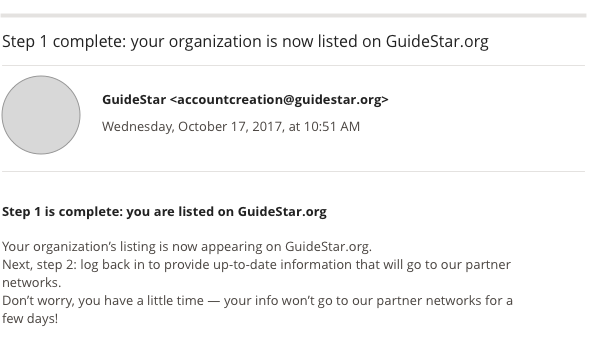 Step 1 complete: your organization is now listed on GuideStar.org
GuideStar <accountcreation@guidestar.org>
Wednesday, October 17, 2017, at 10:51 AM
Step 1 is complete: you are listed on GuideStar.org
Your organization's listing is now appearing on GuideStar.org.
Next, step 2: log back in to provide up-to-date information that will go to our partner
networks.
Don't worry, you have a little time — your info won't go to our partner networks for a
few days!